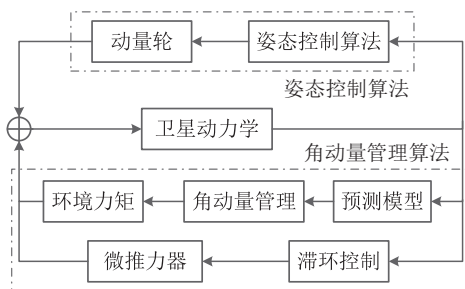 动量轮
姿态控制算法
姿态控制算法
卫星动力学
角动量管理算法
环境力矩
角动量管理
预测模型
微推力器
滞环控制